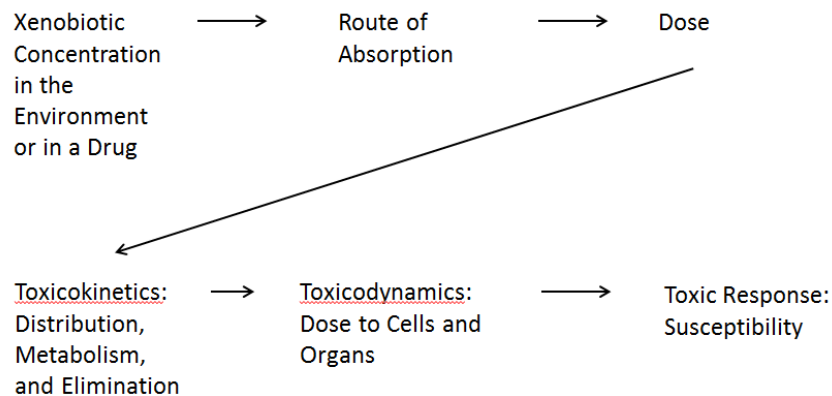 Xenobiotic
Concentration
in the
Environment
or in a Drug
Route of
Absorption
Dose
Toxicokinetics:
Distribution,
Metabolism,
and Elimination
Toxicodynamics:
Dose to Cells and
Organs
Toxic Response:
Susceptibility